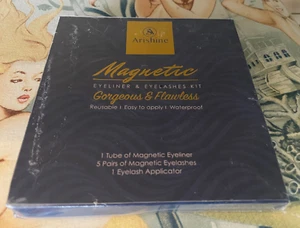 Arishine
Magnetic
EYELINER & EYELASHES KIT
Gorgeous & Flawless
Reusable I Easy to apply I Waterproof
1 Tube of Magnetic Eyeliner
5 Pairs of Magnetic Eyelashes
1 Eyelash Applicator